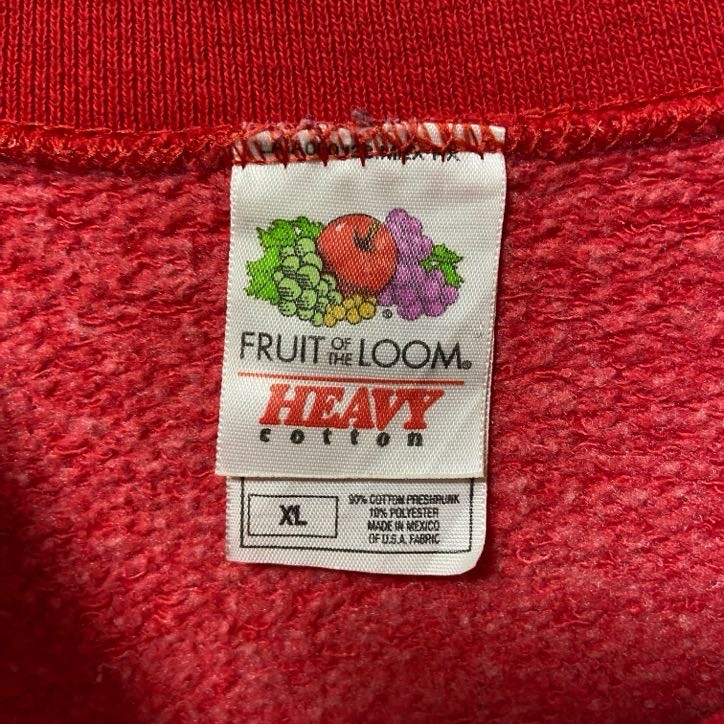 FRUIT OF THE LOOM®
HEAVY
cotton
XL
90% COTTON PRESHRUNK
10% POLYESTER
MADE IN MEXICO
OF U.S.A. FABRIC